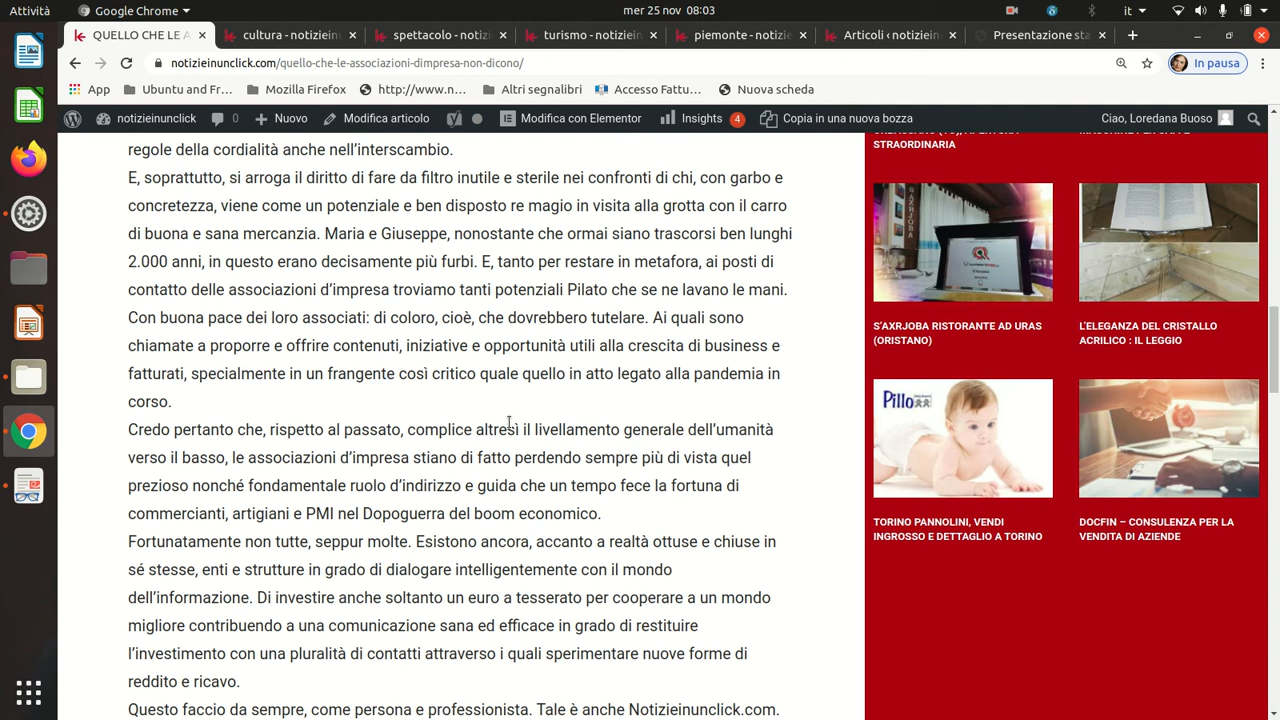 Attività
Google Chrome
mer 25 nov 08:03
it
QUELLO CHE LE A
cultura - notiziein
spettacolo - notizi
turismo - notiziein
piemonte - notizie
Articoli ‹ notiziein
Presentazione sta
notizieinunclick.com/quello-che-le-associazioni-dimpresa-non-dicono/
In pausa
App
Ubuntu and Fr...
Mozilla Firefox
http://www.n...
Altri segnalibri
Accesso Fattu...
Nuova scheda
notizieinunclick
0
Nuovo
Modifica articolo
Modifica con Elementor
Insights 4
Copia in una nuova bozza
Ciao, Loredana Buoso
regole della cordialità anche nell'interscambio.
E, soprattutto, si arroga il diritto di fare da filtro inutile e sterile nei confronti di chi, con garbo e
concretezza, viene come un potenziale e ben disposto re magio in visita alla grotta con il carro
di buona e sana mercanzia. Maria e Giuseppe, nonostante che ormai siano trascorsi ben lunghi
2.000 anni, in questo erano decisamente più furbi. E, tanto per restare in metafora, ai posti di
contatto delle associazioni d'impresa troviamo tanti potenziali Pilato che se ne lavano le mani.
Con buona pace dei loro associati: di coloro, cioè, che dovrebbero tutelare. Ai quali sono
chiamate a proporre e offrire contenuti, iniziative e opportunità utili alla crescita di business e
fatturati, specialmente in un frangente così critico quale quello in atto legato alla pandemia in
corso.
Credo pertanto che, rispetto al passato, complice altresì il livellamento generale dell'umanità
verso il basso, le associazioni d'impresa stiano di fatto perdendo sempre più di vista quel
prezioso nonché fondamentale ruolo d'indirizzo e guida che un tempo fece la fortuna di
commercianti, artigiani e PMI nel Dopoguerra del boom economico.
Fortunatamente non tutte, seppur molte. Esistono ancora, accanto a realtà ottuse e chiuse in
sé stesse, enti e strutture in grado di dialogare intelligentemente con il mondo
dell'informazione. Di investire anche soltanto un euro a tesserato per cooperare a un mondo
migliore contribuendo a una comunicazione sana ed efficace in grado di restituire
l'investimento con una pluralità di contatti attraverso i quali sperimentare nuove forme di
reddito e ricavo.
Questo faccio da sempre, come persona e professionista. Tale è anche Notizieinunclick.com.
STRAORDINARIA
S'AXRJOBA RISTORANTE AD URAS
(ORISTANO)
L'ELEGANZA DEL CRISTALLO
ACRILICO : IL LEGGIO
Pillo
TORINO PANNOLINI, VENDI
INGROSSO E DETTAGLIO A TORINO
DOCFIN – CONSULENZA PER LA
VENDITA DI AZIENDE